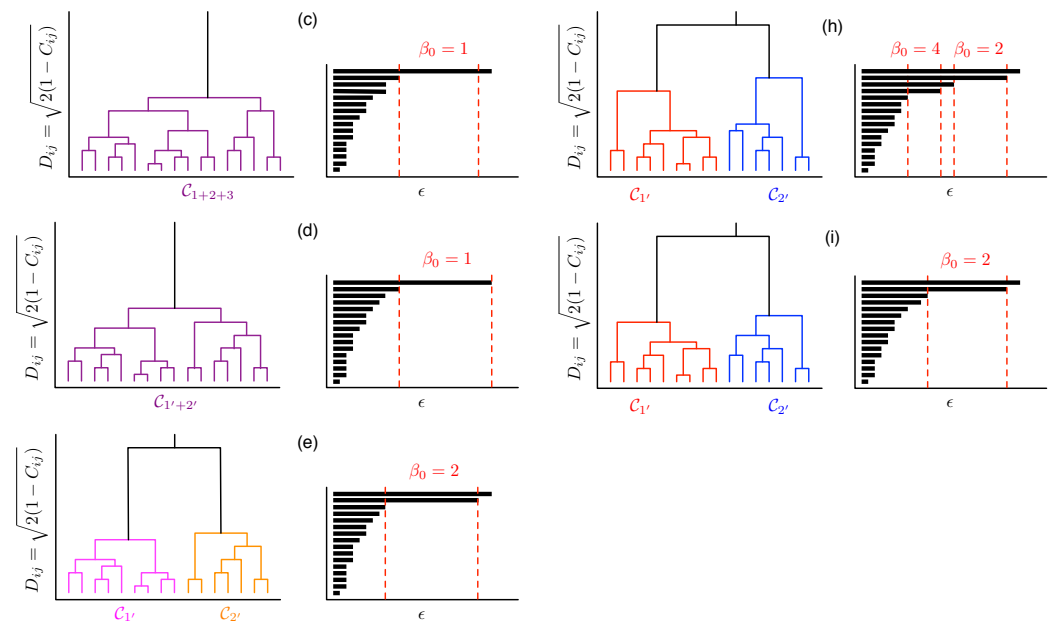 (c)
D_{ij} = \sqrt{2(1 - C_{ij})}
β_0 = 1
𝒞_{1+2+3}
ϵ
(d)
D_{ij} = \sqrt{2(1 - C_{ij})}
β_0 = 1
𝒞_{1′+2′}
ϵ
(e)
D_{ij} = \sqrt{2(1 - C_{ij})}
β_0 = 2
𝒞_{1′}
𝒞_{2′}
ϵ
(h)
D_{ij} = \sqrt{2(1 - C_{ij})}
β_0 = 4
β_0 = 2
𝒞_{1′}
𝒞_{2′}
ϵ
(i)
D_{ij} = \sqrt{2(1 - C_{ij})}
β_0 = 2
𝒞_{1′}
𝒞_{2′}
ϵ